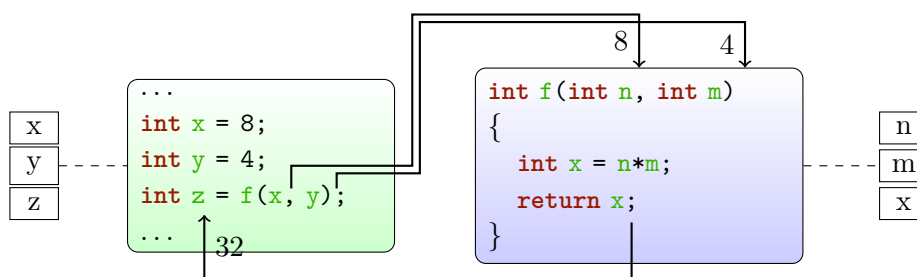 8
4
x
y
z
...
int x = 8;
int y = 4;
int z = f(x, y);
...
32
int f(int n, int m)
{
int x = n*m;
return x;
}
n
m
x